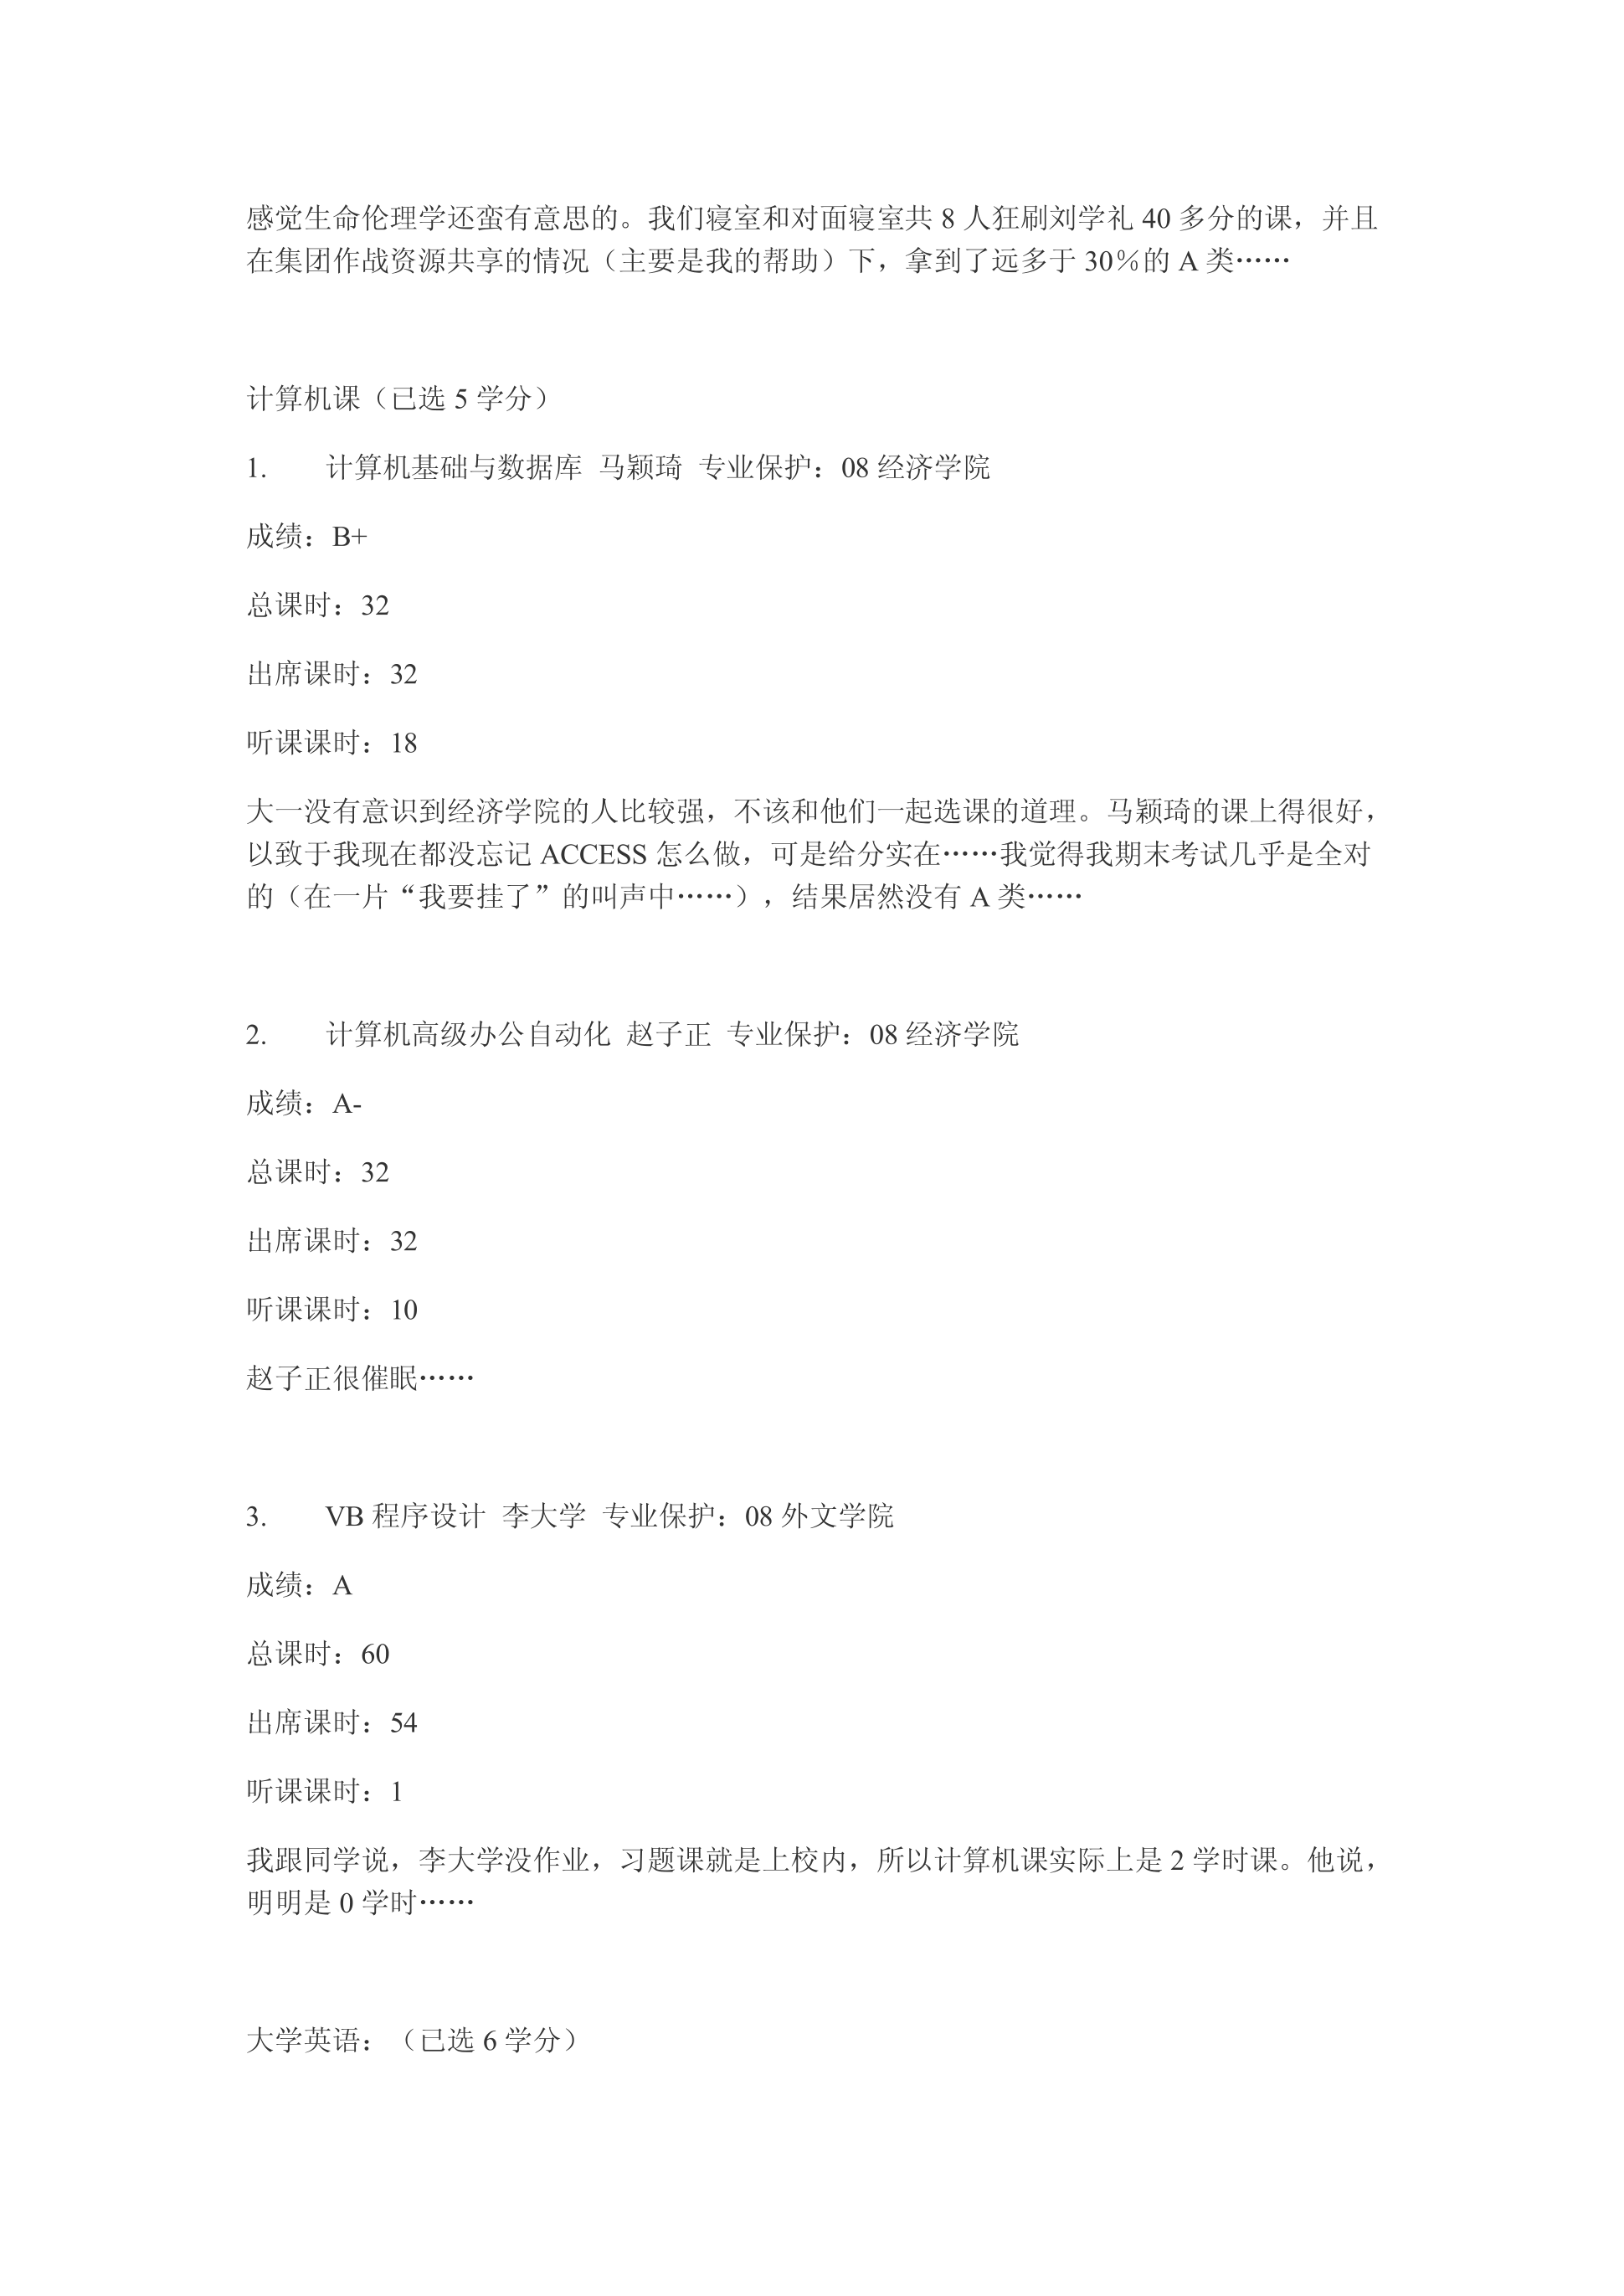 感觉生命伦理学还蛮有意思的。我们寝室和对面寝室共 8 人狂刷刘学礼 40 多分的课，并且
在集团作战资源共享的情况（主要是我的帮助）下，拿到了远多于 30％的 A 类……
计算机课（已选 5 学分）
1. 计算机基础与数据库 马颖琦 专业保护：08 经济学院
成绩：B+
总课时：32
出席课时：32
听课课时：18
大一没有意识到经济学院的人比较强，不该和他们一起选课的道理。马颖琦的课上得很好，
以致于我现在都没忘记 ACCESS 怎么做，可是给分实在……我觉得我期末考试几乎是全对
的（在一片“我要挂了”的叫声中……），结果居然没有 A 类……
2. 计算机高级办公自动化 赵子正 专业保护：08 经济学院
成绩：A-
总课时：32
出席课时：32
听课课时：10
赵子正很催眠……
3. VB 程序设计 李大学 专业保护：08 外文学院
成绩：A
总课时：60
出席课时：54
听课课时：1
我跟同学说，李大学没作业，习题课就是上校内，所以计算机课实际上是 2 学时课。他说，
明明是 0 学时……
大学英语：（已选 6 学分）